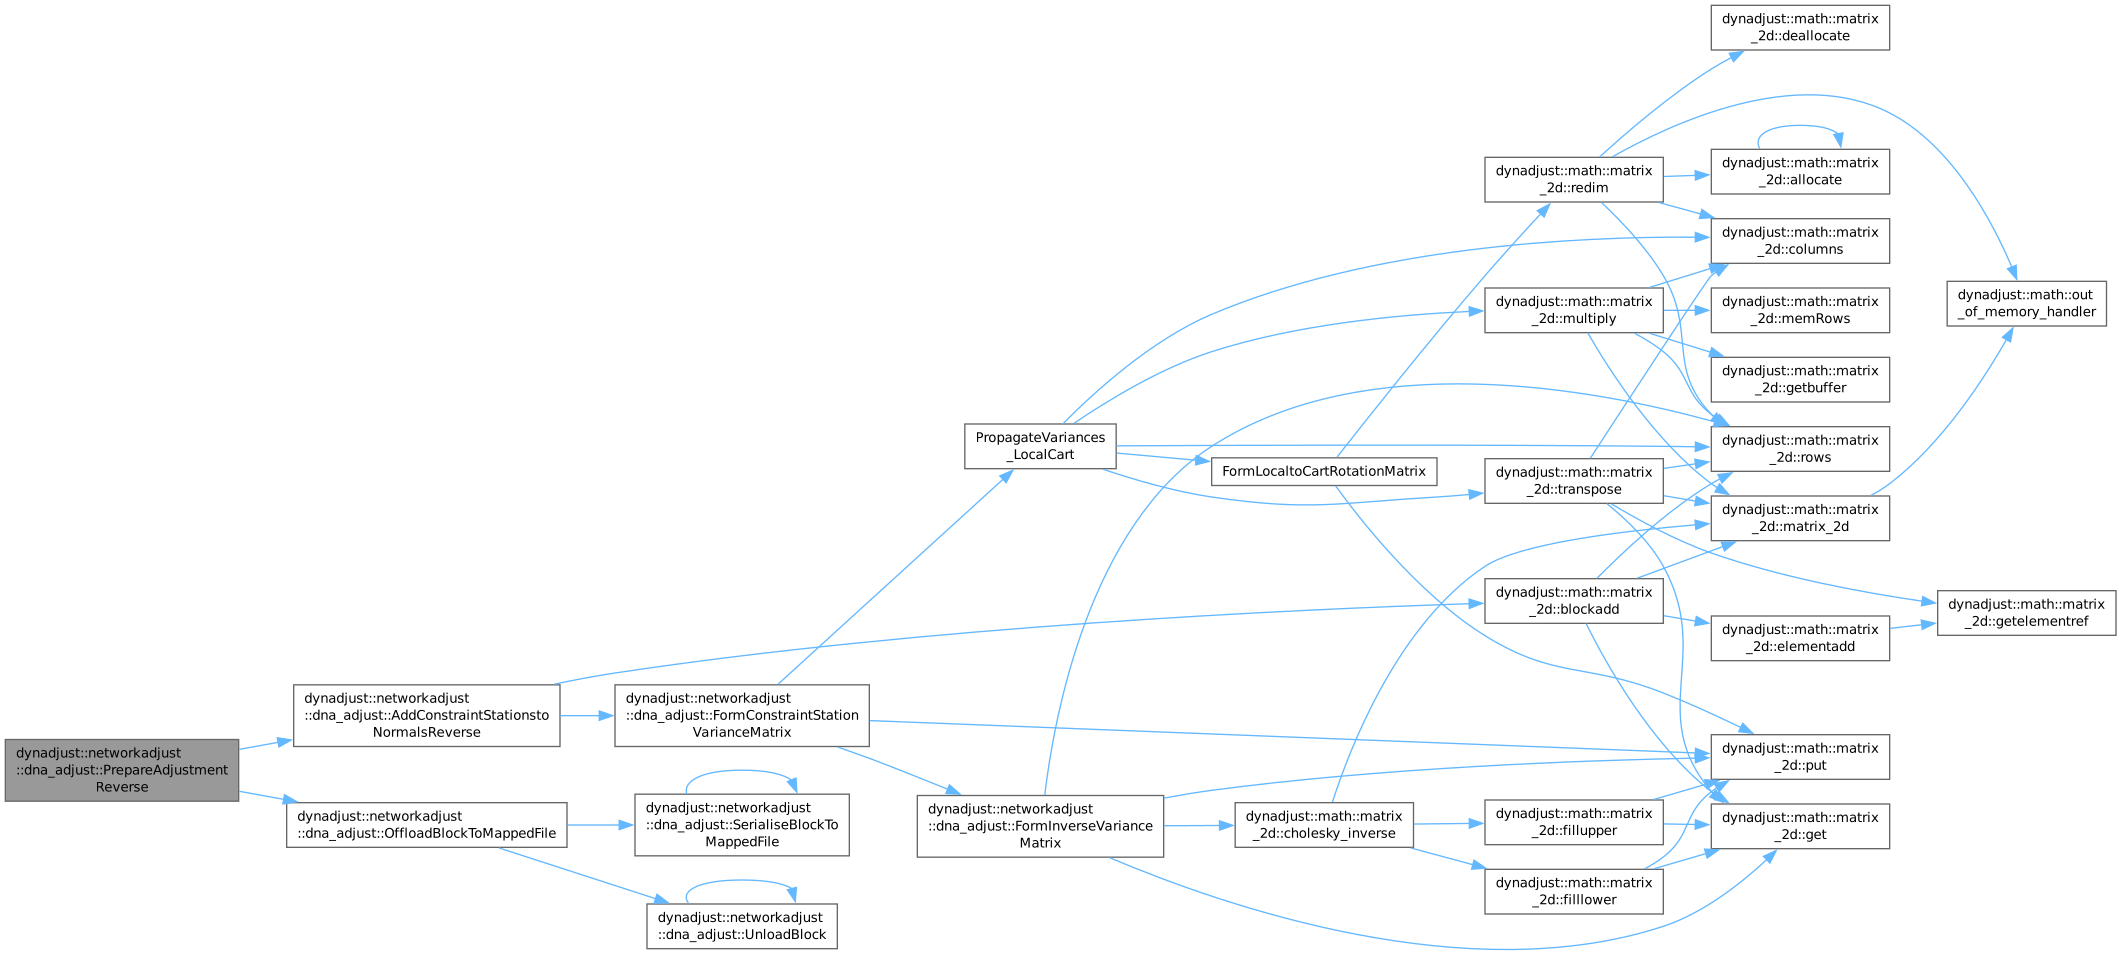 dynadjust::networkadjust
::dna_adjust::PrepareAdjustment
Reverse
dynadjust::networkadjust
::dna_adjust::AddConstraintStationsto
NormalsReverse
dynadjust::networkadjust
::dna_adjust::OffloadBlockToMappedFile
dynadjust::networkadjust
::dna_adjust::FormConstraintStation
VarianceMatrix
dynadjust::networkadjust
::dna_adjust::SerialiseBlockTo
MappedFile
dynadjust::networkadjust
::dna_adjust::UnloadBlock
PropagateVariances
_LocalCart
dynadjust::networkadjust
::dna_adjust::FormInverseVariance
Matrix
FormLocaltoCartRotationMatrix
dynadjust::math::matrix
_2d::cholesky_inverse
dynadjust::math::matrix
_2d::redim
dynadjust::math::matrix
_2d::multiply
dynadjust::math::matrix
_2d::transpose
dynadjust::math::matrix
_2d::blockadd
dynadjust::math::matrix
_2d::fillupper
dynadjust::math::matrix
_2d::filllower
dynadjust::math::matrix
_2d::deallocate
dynadjust::math::matrix
_2d::allocate
dynadjust::math::matrix
_2d::columns
dynadjust::math::matrix
_2d::memRows
dynadjust::math::matrix
_2d::getbuffer
dynadjust::math::matrix
_2d::rows
dynadjust::math::matrix
_2d::matrix_2d
dynadjust::math::matrix
_2d::elementadd
dynadjust::math::matrix
_2d::put
dynadjust::math::matrix
_2d::get
dynadjust::math::out
_of_memory_handler
dynadjust::math::matrix
_2d::getelementref